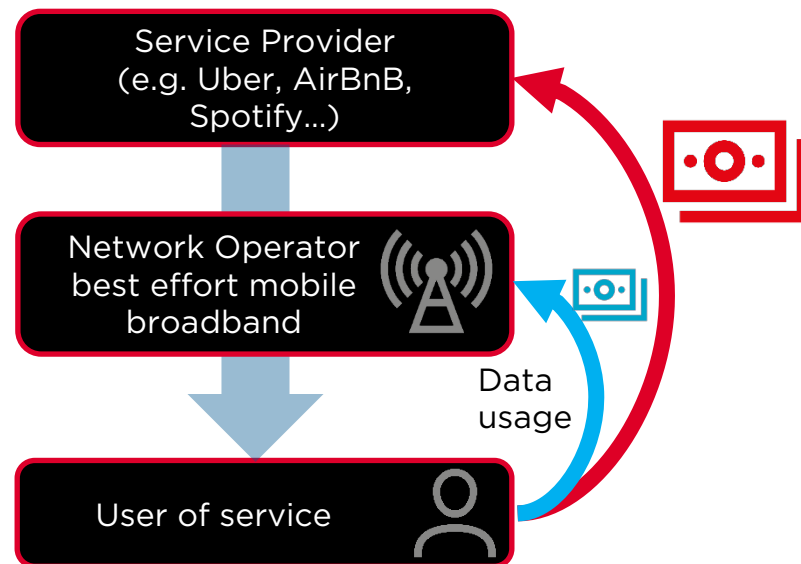 Service Provider
(e.g. Uber, AirBnB,
Spotify...)
Network Operator
best effort mobile
broadband
Data
usage
User of service